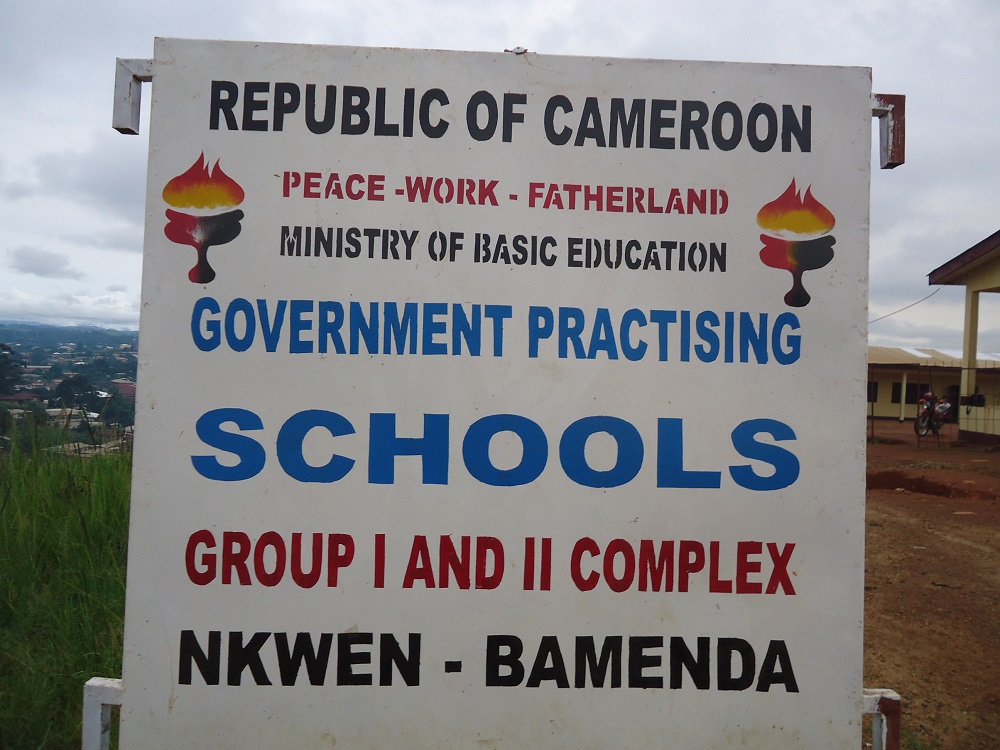 REPUBLIC OF CAMEROON
PEACE -WORK - FATHERLAND
MINISTRY OF BASIC EDUCATION
GOVERNMENT PRACTISING
SCHOOLS
GROUP I AND II COMPLEX
NKWEN - BAMENDA